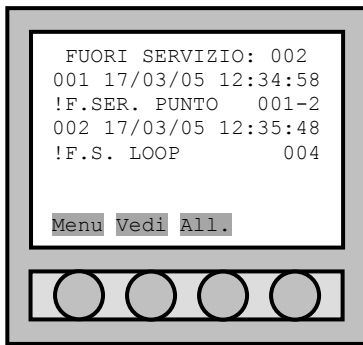 FUORI SERVIZIO: 002
001 17/03/05 12:34:58
!F.SER. PUNTO 001-2
002 17/03/05 12:35:48
!F.S. LOOP 004
Menu Vedi All.